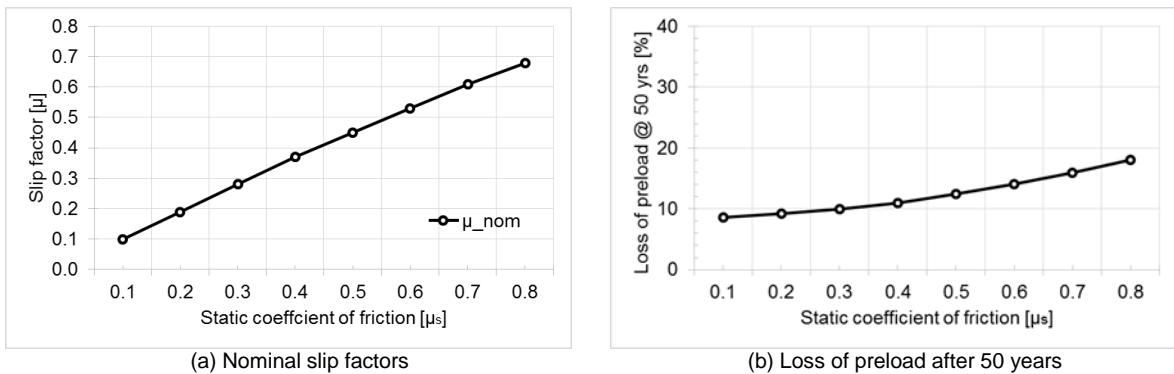 0.8
0.7
0.6
0.5
0.4
0.3
0.2
0.1
0.0
Slip factor [μ]
μ_nom
0.1 0.2 0.3 0.4 0.5 0.6 0.7 0.8
Static coeffcient of friction [μs]
(a) Nominal slip factors
40
30
20
10
0
Loss of preload @ 50 yrs [%]
0.1 0.2 0.3 0.4 0.5 0.6 0.7 0.8
Static coefficient of friction [μs]
(b) Loss of preload after 50 years